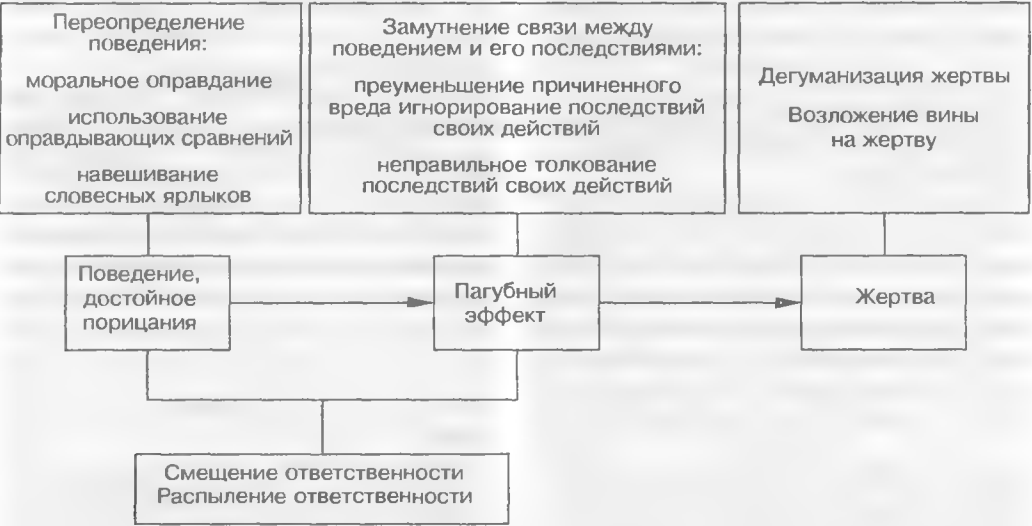 Переопределение
поведения:
моральное оправдание
использование
оправдывающих сравнений
навешивание
словесных ярлыков
Замутнение связи между
поведением и его последствиями:
преуменьшение причиненного
вреда игнорирование последствий
своих действий
неправильное толкование
последствий своих действий
Дегуманизация жертвы
Возложение вины
на жертву
Поведение,
достойное
порицания
Пагубный
эффект
Жертва
Смещение ответственности
Распыление ответственности